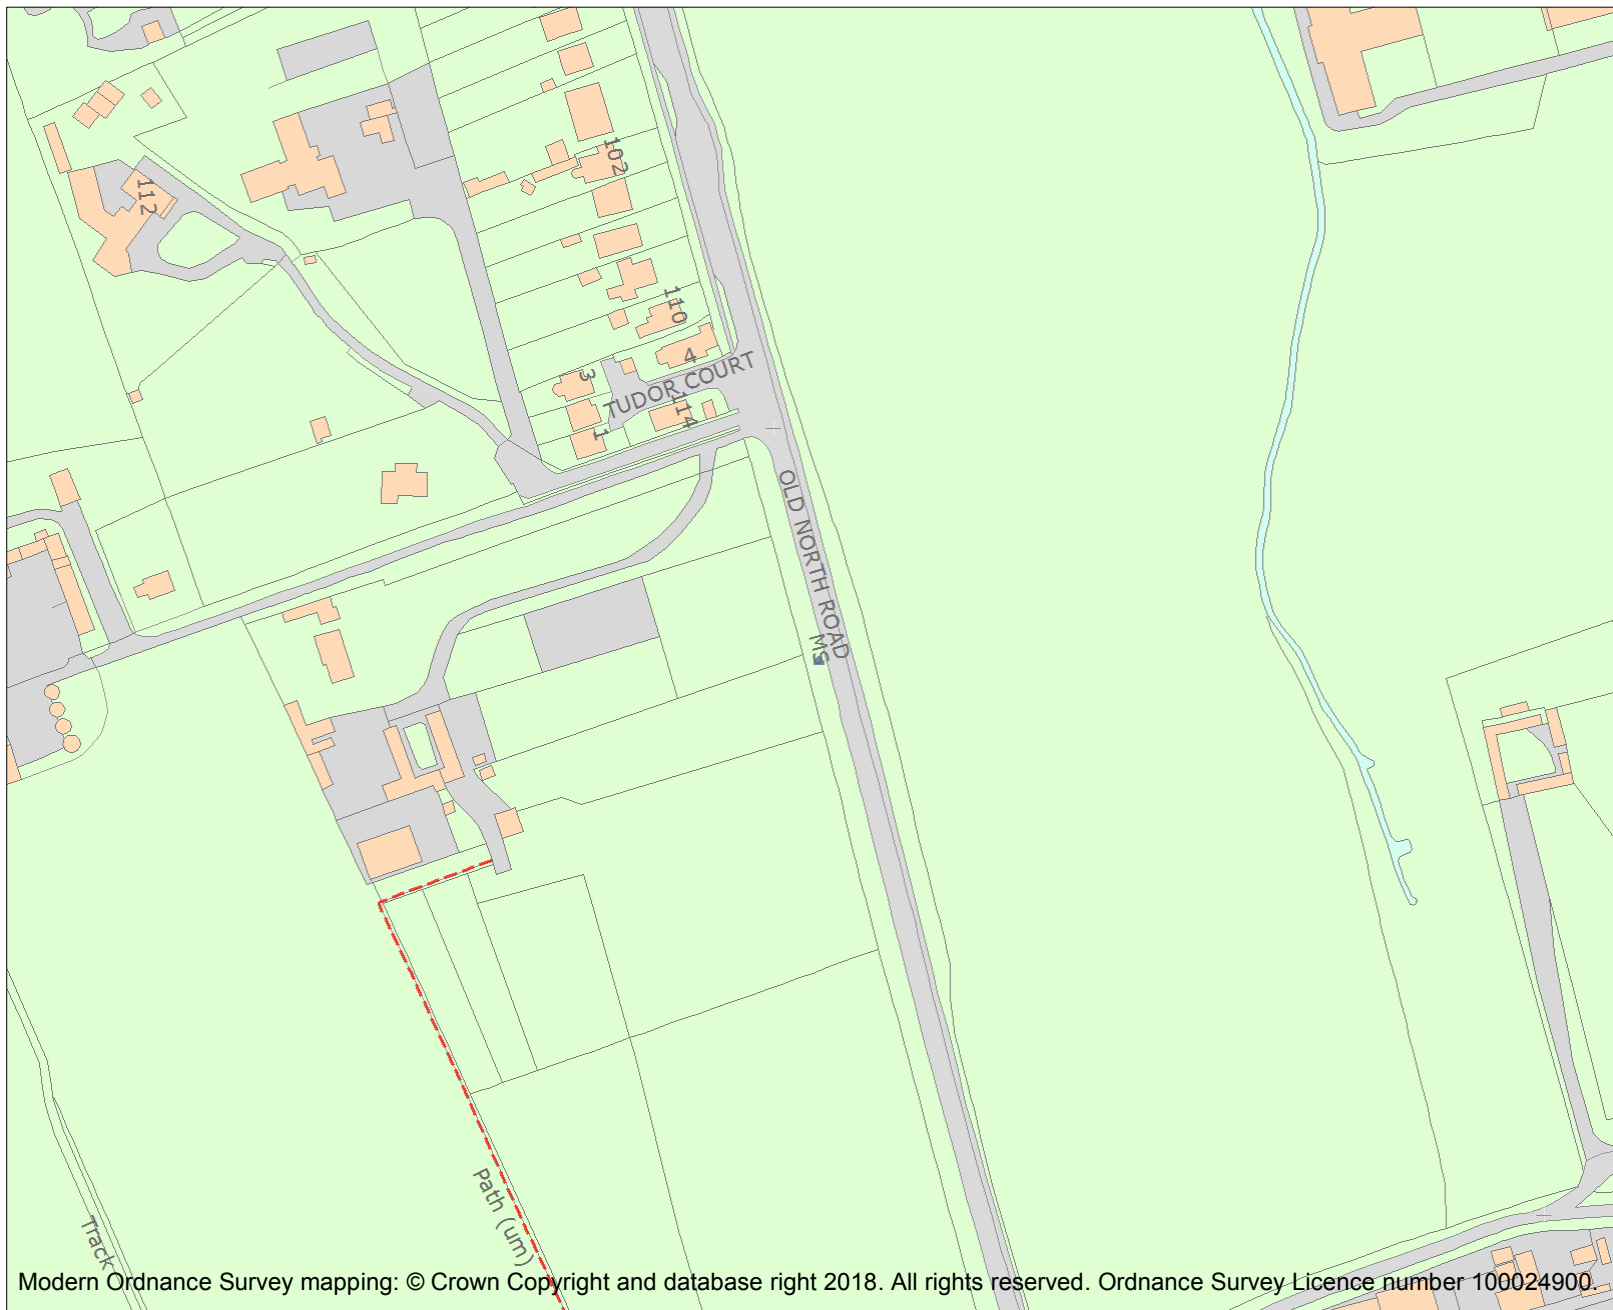 102
112
110
4
TUDOR COURT
3
114
1
OLD NORTH ROAD
MS
Path (um)
Track
Modern Ordnance Survey mapping: © Crown Copyright and database right 2018. All rights reserved. Ordnance Survey Licence number 100024900.